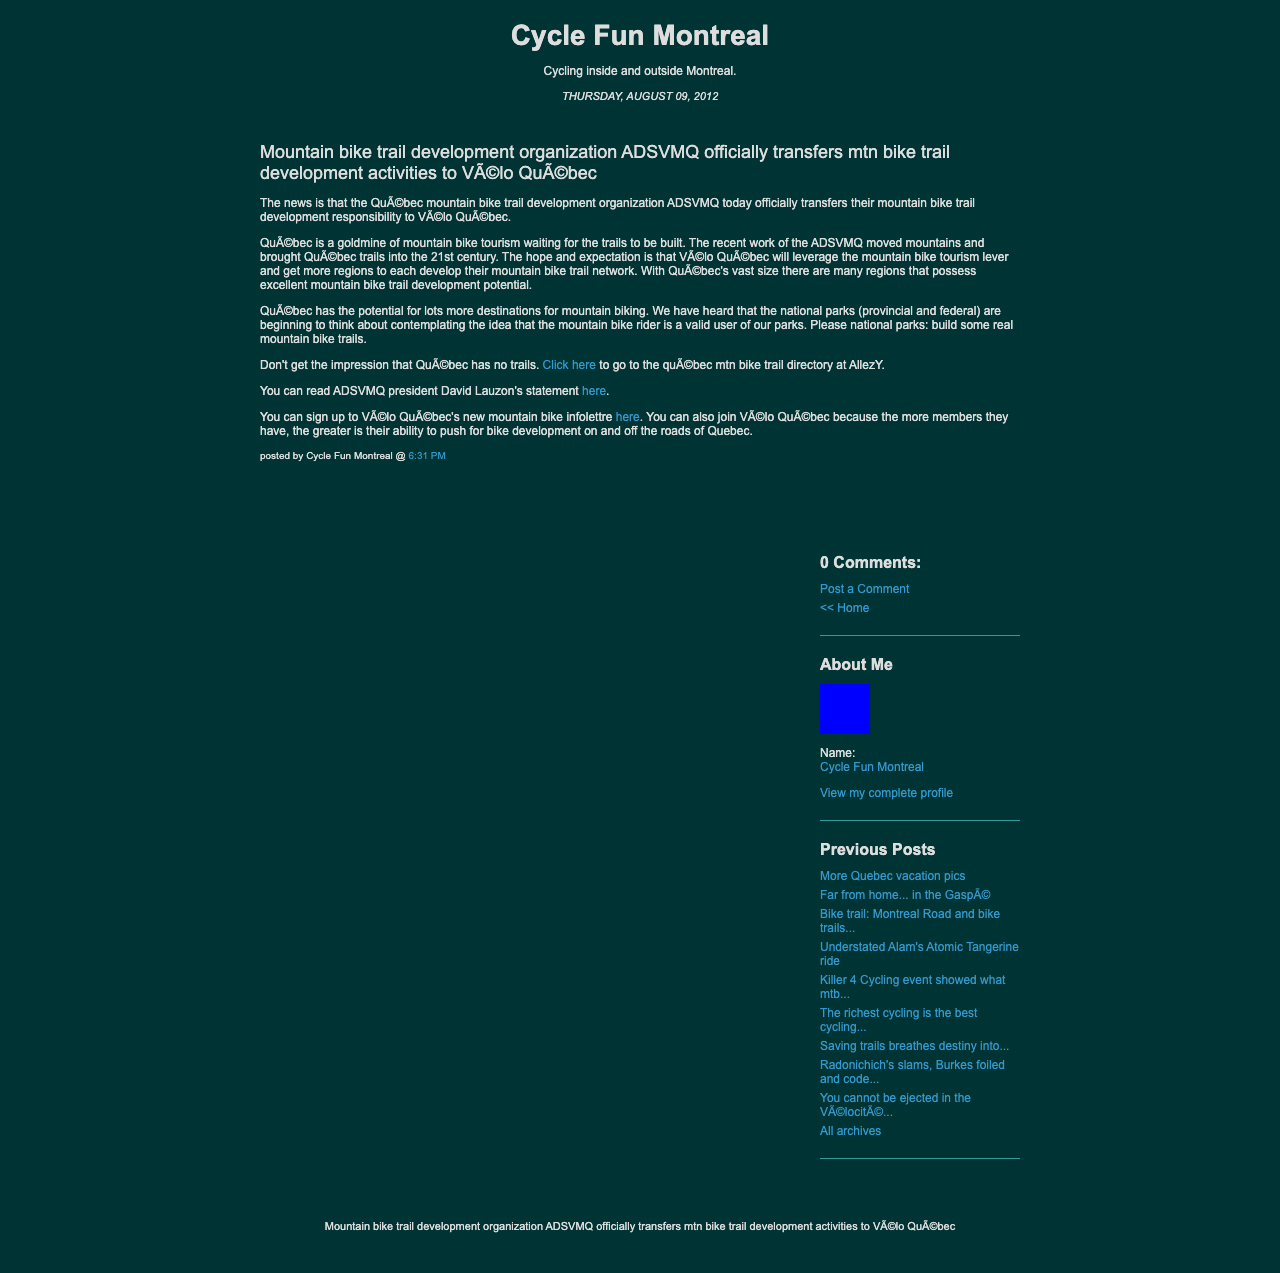 Cycle Fun Montreal
Cycling inside and outside Montreal.
THURSDAY, AUGUST 09, 2012
Mountain bike trail development organization ADSVMQ officially transfers mtn bike trail
development activities to VÃ©lo QuÃ©bec
The news is that the QuÃ©bec mountain bike trail development organization ADSVMQ today officially transfers their mountain bike trail
development responsibility to VÃ©lo QuÃ©bec.
QuÃ©bec is a goldmine of mountain bike tourism waiting for the trails to be built. The recent work of the ADSVMQ moved mountains and
brought QuÃ©bec trails into the 21st century. The hope and expectation is that VÃ©lo QuÃ©bec will leverage the mountain bike tourism lever
and get more regions to each develop their mountain bike trail network. With QuÃ©bec's vast size there are many regions that possess
excellent mountain bike trail development potential.
QuÃ©bec has the potential for lots more destinations for mountain biking. We have heard that the national parks (provincial and federal) are
beginning to think about contemplating the idea that the mountain bike rider is a valid user of our parks. Please national parks: build some real
mountain bike trails.
Don't get the impression that QuÃ©bec has no trails. Click here to go to the quÃ©bec mtn bike trail directory at AllezY.
You can read ADSVMQ president David Lauzon's statement here.
You can sign up to VÃ©lo QuÃ©bec's new mountain bike infolettre here. You can also join VÃ©lo QuÃ©bec because the more members they
have, the greater is their ability to push for bike development on and off the roads of Quebec.
posted by Cycle Fun Montreal @ 6:31 PM
0 Comments:
Post a Comment
<< Home
About Me
Name:
Cycle Fun Montreal
View my complete profile
Previous Posts
More Quebec vacation pics
Far from home... in the GaspÃ©
Bike trail: Montreal Road and bike
trails...
Understated Alam's Atomic Tangerine
ride
Killer 4 Cycling event showed what
mtb...
The richest cycling is the best
cycling...
Saving trails breathes destiny into...
Radonichich's slams, Burkes foiled
and code...
You cannot be ejected in the
VÃ©locitÃ©...
All archives
Mountain bike trail development organization ADSVMQ officially transfers mtn bike trail development activities to VÃ©lo QuÃ©bec